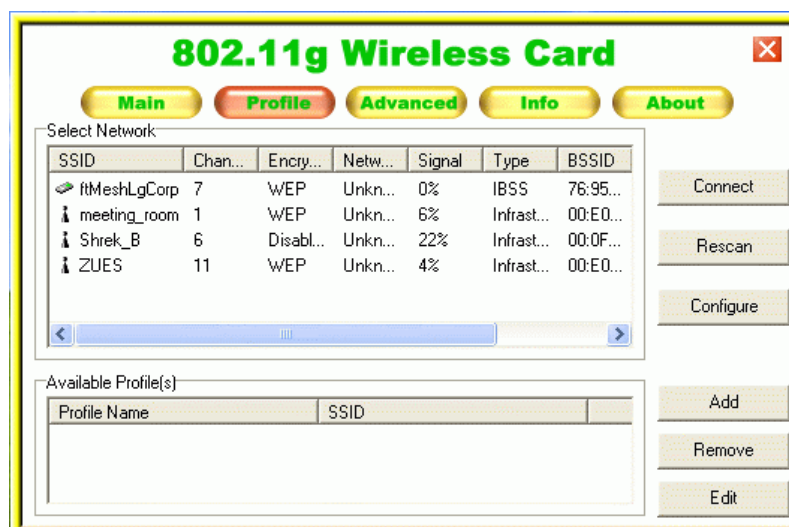 802.11g Wireless Card
Main Profile Advanced Info About
Select Network
SSID Chan... Encry... Netw... Signal Type BSSID
ftMeshLgCorp 7 WEP Unkn... 0% IBSS 76:95...
meeting_room 1 WEP Unkn... 6% Infrast... 00:E0...
Shrek_B 6 Disabl... Unkn... 22% Infrast... 00:0F...
ZUES 11 WEP Unkn... 4% Infrast... 00:E0...
Connect
Rescan
Configure
Available Profile(s)
Profile Name SSID
Add
Remove
Edit